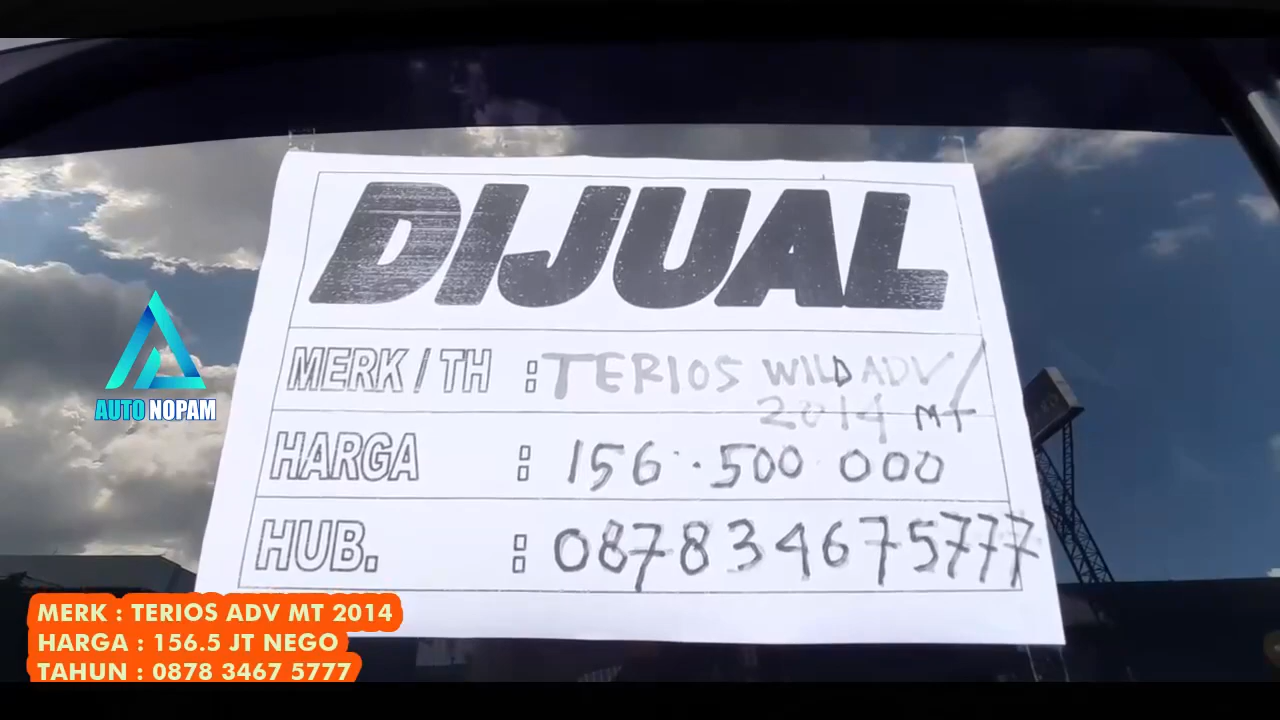 DIJUAL
MERK / TH : TERIOS WILD ADV /
2014 MT
HARGA : 156.500 000
HUB. : 087834675777
AUTO NOPAM
MERK : TERIOS ADV MT 2014
HARGA : 156.5 JT NEGO
TAHUN : 0878 3467 5777